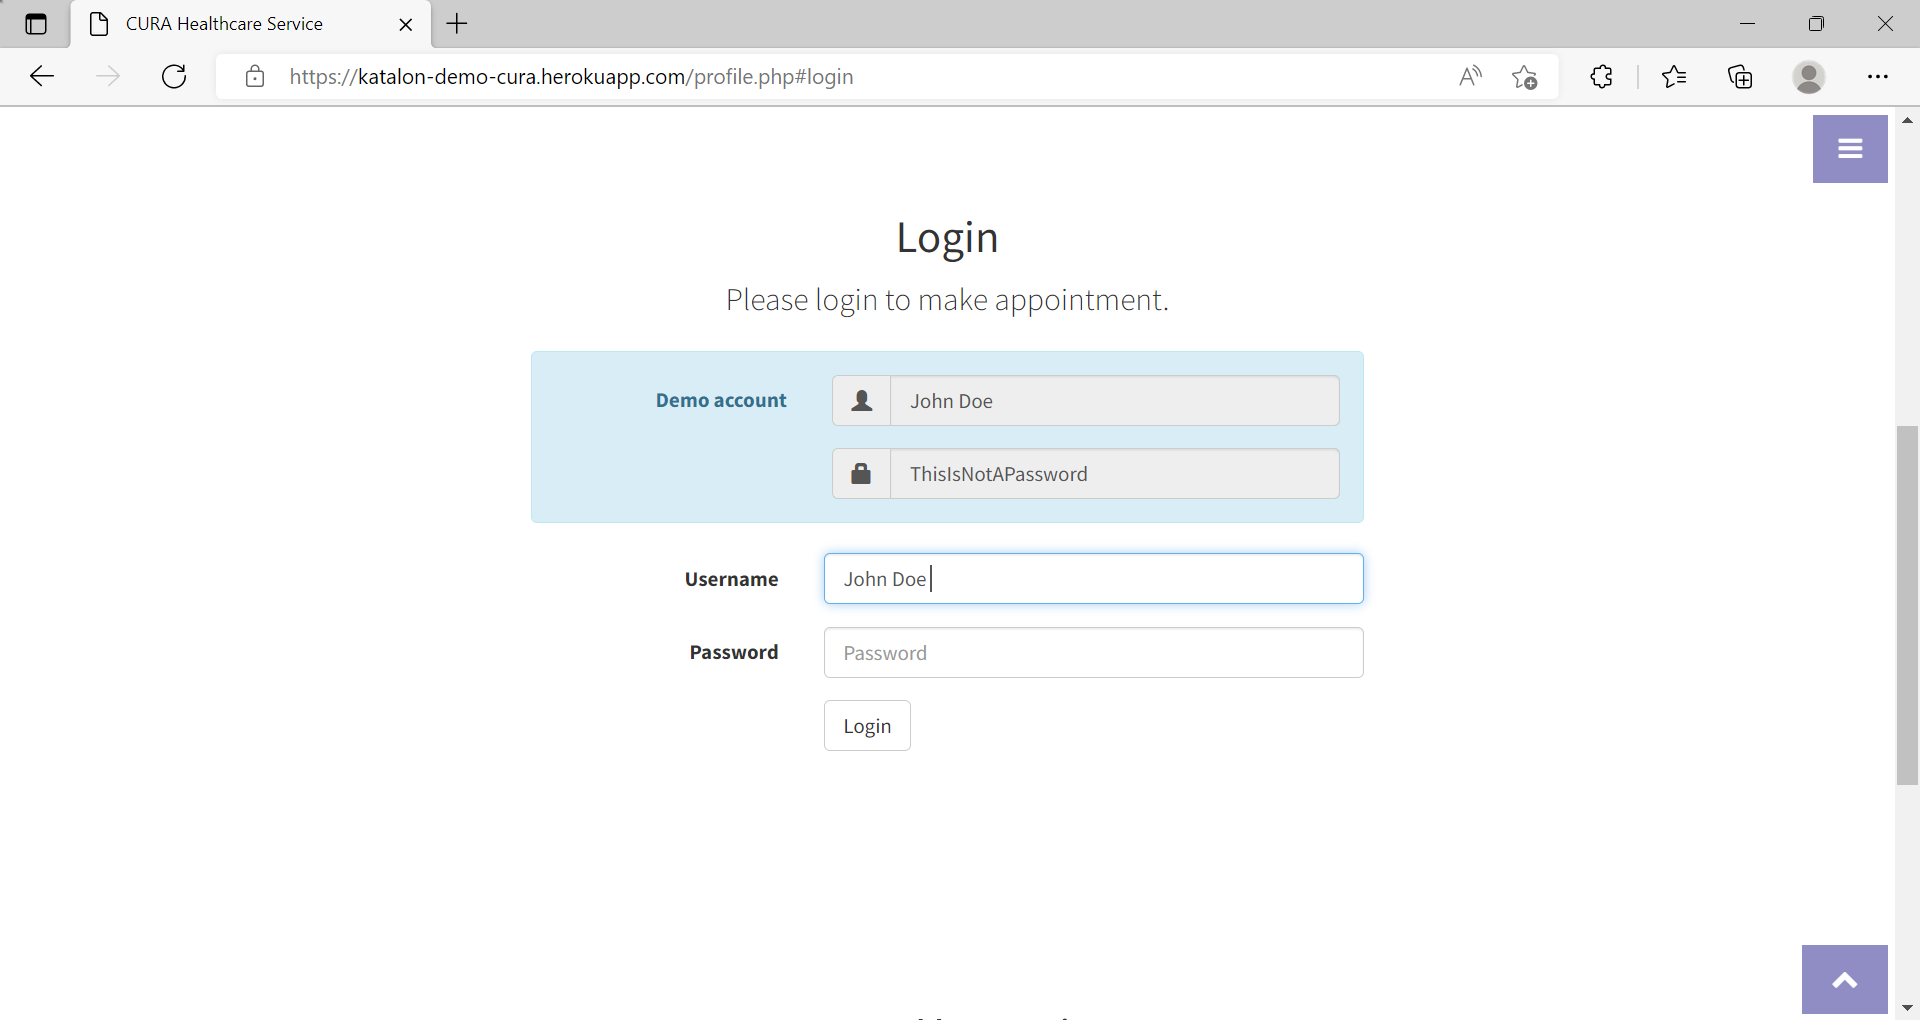 CURA Healthcare Service
https://katalon-demo-cura.herokuapp.com/profile.php#login
Login
Please login to make appointment.
Demo account
John Doe
ThisIsNotAPassword
Username
John Doe
Password
Password
Login